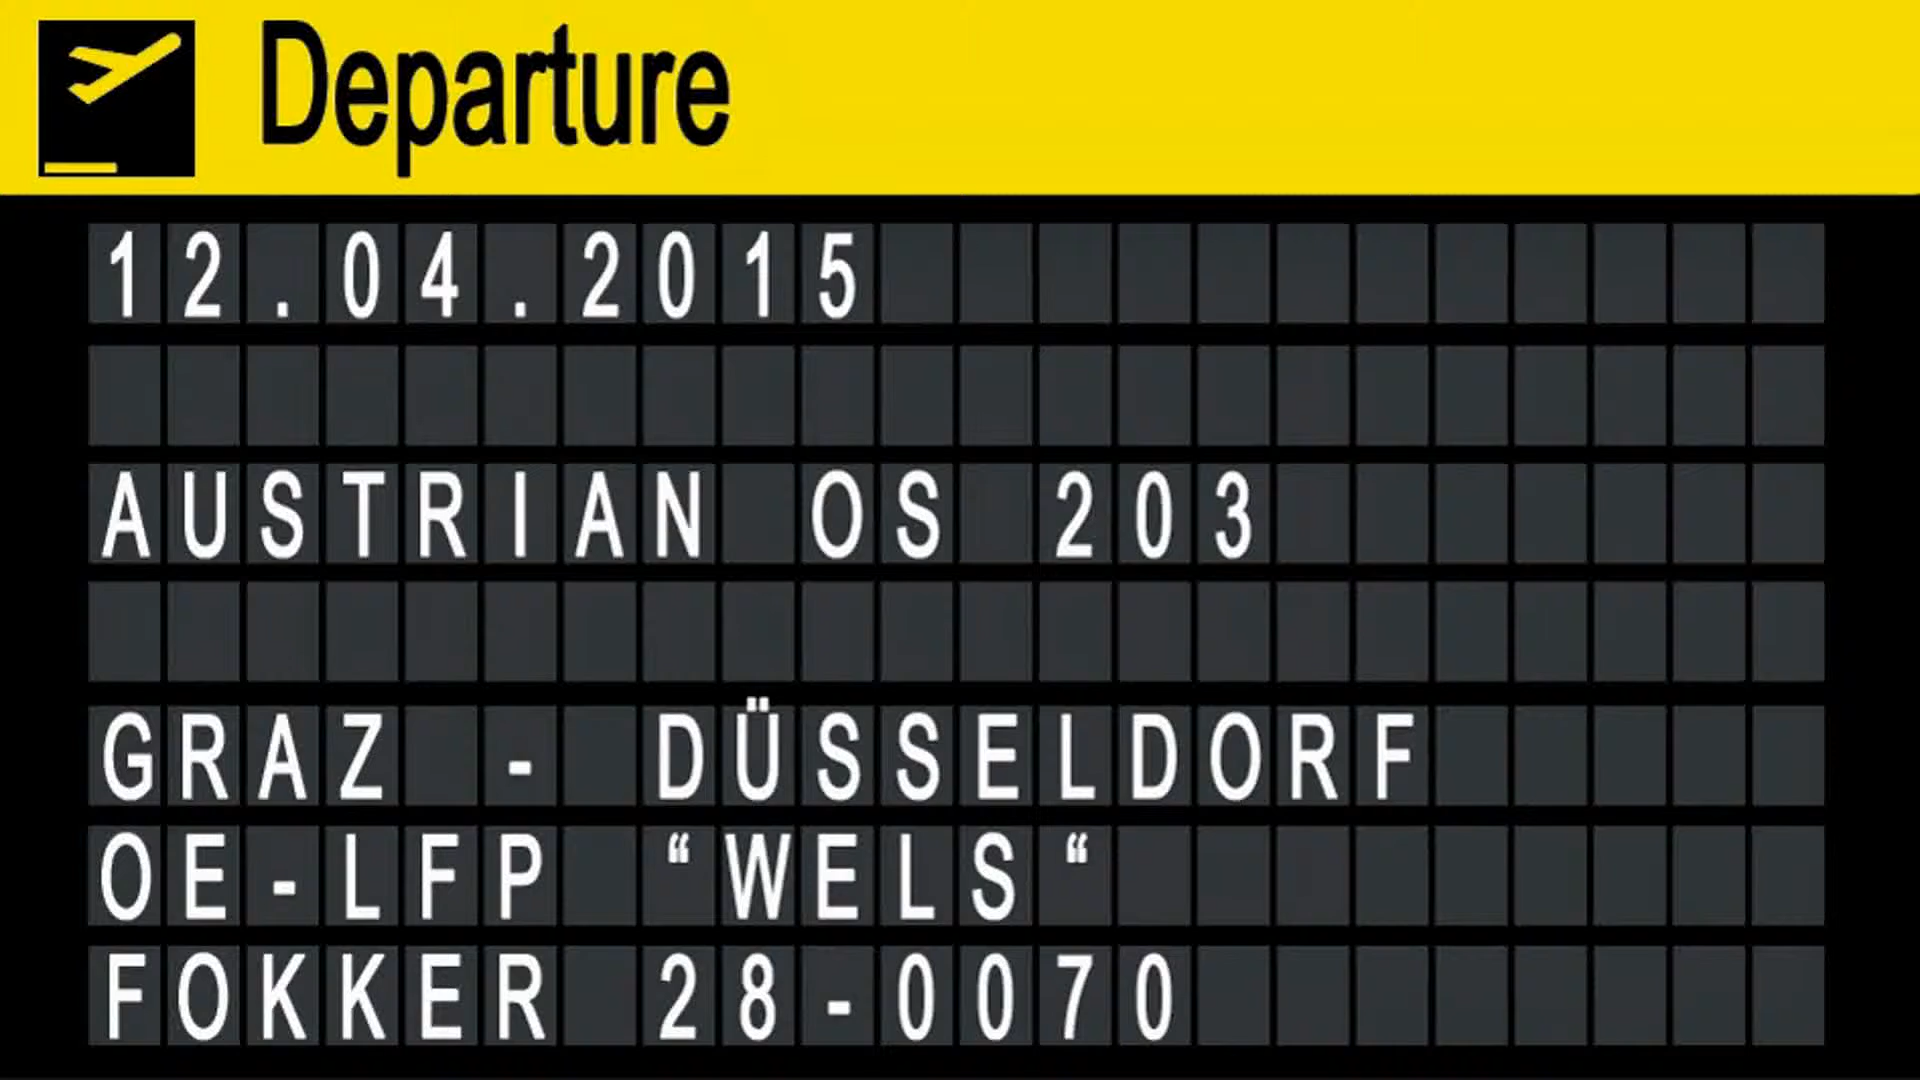 Departure
12.04.2015
AUSTRIAN OS 203
GRAZ - DÜSSELDORF
OE-LFP “WELS“
FOKKER 28-0070